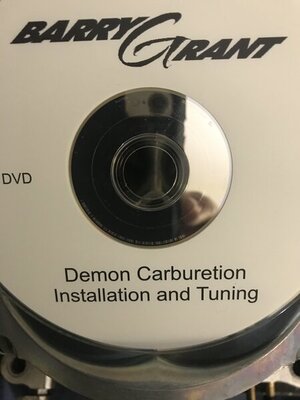 BARRY GRANT
DVD
Demon Carburetion
Installation and Tuning